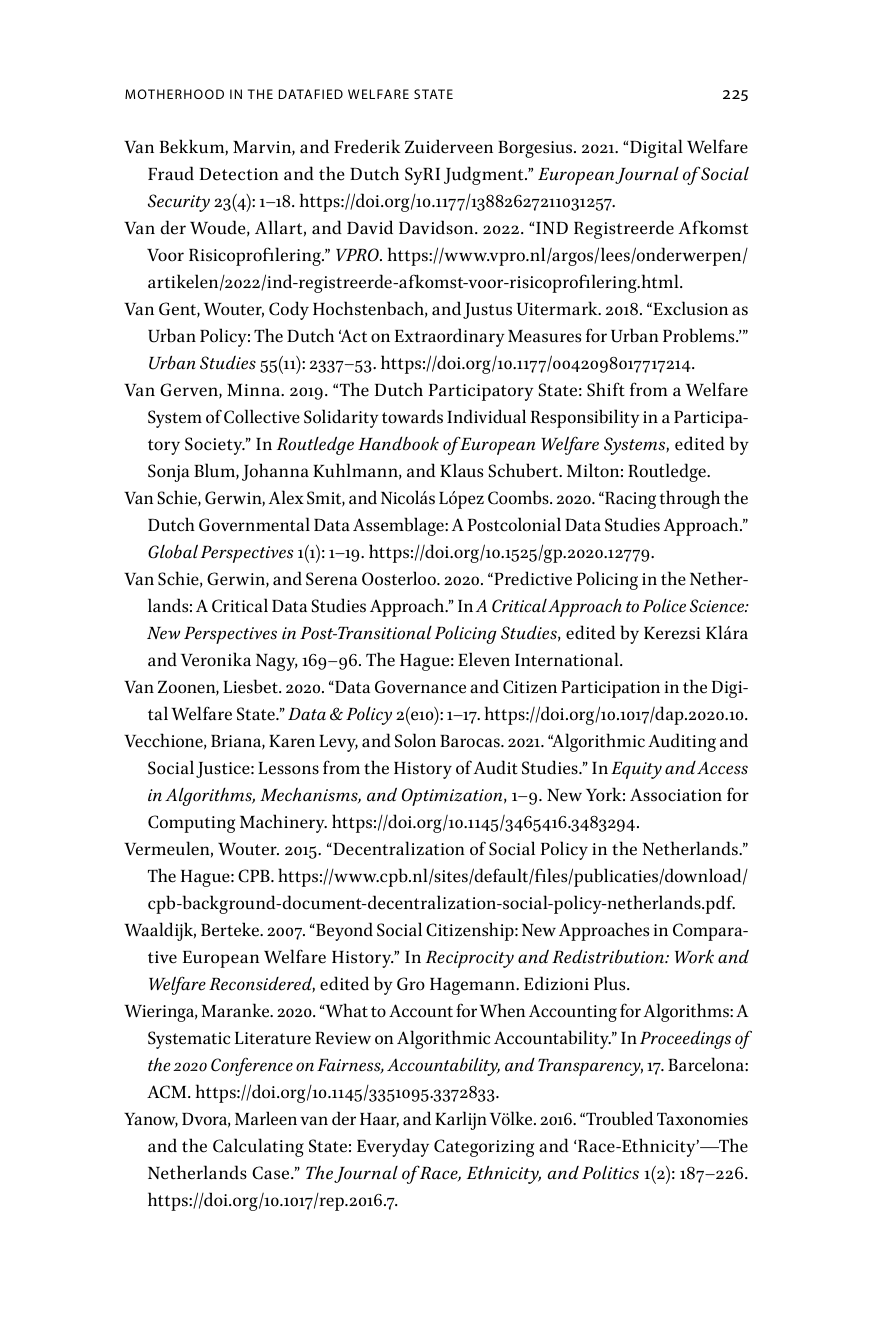 MOTHERHOOD IN THE DATAFIED WELFARE STATE 225
Van Bekkum, Marvin, and Frederik Zuiderveen Borgesius. 2021. “Digital Welfare
Fraud Detection and the Dutch SyRI Judgment.” European Journal of Social
Security 23(4): 1–18. https://doi.org/10.1177/13882627211031257.
Van der Woude, Allart, and David Davidson. 2022. “IND Registreerde Afkomst
Voor Risicoprofilering.” VPRO. https://www.vpro.nl/argos/lees/onderwerpen/
artikelen/2022/ind-registreerde-afkomst-voor-risicoprofilering.html.
Van Gent, Wouter, Cody Hochstenbach, and Justus Uitermark. 2018. “Exclusion as
Urban Policy: The Dutch ‘Act on Extraordinary Measures for Urban Problems.’”
Urban Studies 55(11): 2337–53. https://doi.org/10.1177/0042098017717214.
Van Gerven, Minna. 2019. “The Dutch Participatory State: Shift from a Welfare
System of Collective Solidarity towards Individual Responsibility in a Participa-
tory Society.” In Routledge Handbook of European Welfare Systems, edited by
Sonja Blum, Johanna Kuhlmann, and Klaus Schubert. Milton: Routledge.
Van Schie, Gerwin, Alex Smit, and Nicolás López Coombs. 2020. “Racing through the
Dutch Governmental Data Assemblage: A Postcolonial Data Studies Approach.”
Global Perspectives 1(1): 1–19. https://doi.org/10.1525/gp.2020.12779.
Van Schie, Gerwin, and Serena Oosterloo. 2020. “Predictive Policing in the Nether-
lands: A Critical Data Studies Approach.” In A Critical Approach to Police Science:
New Perspectives in Post-Transitional Policing Studies, edited by Kerezsi Klára
and Veronika Nagy, 169–96. The Hague: Eleven International.
Van Zoonen, Liesbet. 2020. “Data Governance and Citizen Participation in the Digi-
tal Welfare State.” Data & Policy 2(e10): 1–17. https://doi.org/10.1017/dap.2020.10.
Vecchione, Briana, Karen Levy, and Solon Barocas. 2021. “Algorithmic Auditing and
Social Justice: Lessons from the History of Audit Studies.” In Equity and Access
in Algorithms, Mechanisms, and Optimization, 1–9. New York: Association for
Computing Machinery. https://doi.org/10.1145/3465416.3483294.
Vermeulen, Wouter. 2015. “Decentralization of Social Policy in the Netherlands.”
The Hague: CPB. https://www.cpb.nl/sites/default/files/publicaties/download/
cpb-background-document-decentralization-social-policy-netherlands.pdf.
Waaldijk, Berteke. 2007. “Beyond Social Citizenship: New Approaches in Compara-
tive European Welfare History.” In Reciprocity and Redistribution: Work and
Welfare Reconsidered, edited by Gro Hagemann. Edizioni Plus.
Wieringa, Maranke. 2020. “What to Account for When Accounting for Algorithms: A
Systematic Literature Review on Algorithmic Accountability.” In Proceedings of
the 2020 Conference on Fairness, Accountability, and Transparency, 17. Barcelona:
ACM. https://doi.org/10.1145/3351095.3372833.
Yanow, Dvora, Marleen van der Haar, and Karlijn Völke. 2016. “Troubled Taxonomies
and the Calculating State: Everyday Categorizing and ‘Race-Ethnicity’—The
Netherlands Case.” The Journal of Race, Ethnicity, and Politics 1(2): 187–226.
https://doi.org/10.1017/rep.2016.7.